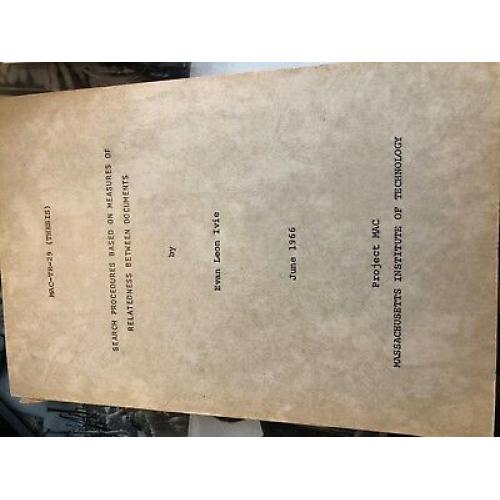 MAC-TR-29 (THESIS)
SEARCH PROCEDURES BASED ON MEASURES OF
RELATEDNESS BETWEEN DOCUMENTS
by
Evan Leon Ivie
June 1966
Project MAC
MASSACHUSETTS INSTITUTE OF TECHNOLOGY